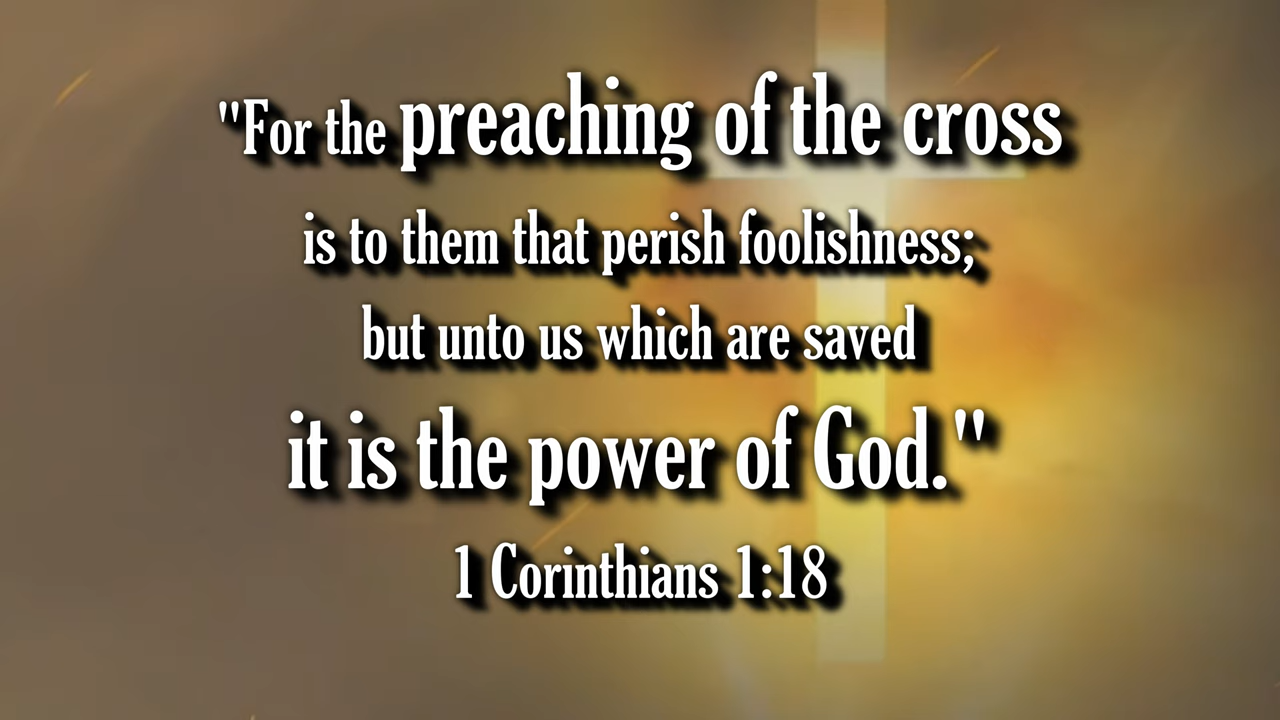 "For the preaching of the cross
is to them that perish foolishness;
but unto us which are saved
it is the power of God."
1 Corinthians 1:18